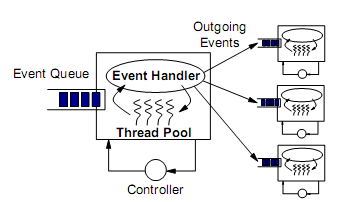 Outgoing
Events
Event Queue
Event Handler
Thread Pool
Controller